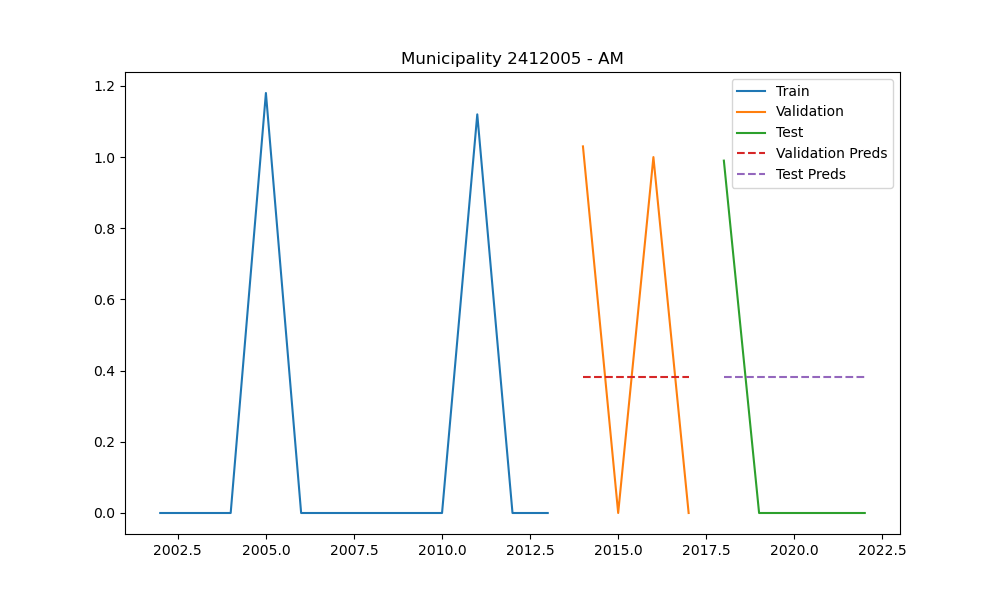 Municipality 2412005 - AM
1.2
1.0
0.8
0.6
0.4
0.2
0.0
2002.5 2005.0 2007.5 2010.0 2012.5 2015.0 2017.5 2020.0 2022.5
Train
Validation
Test
Validation Preds
Test Preds